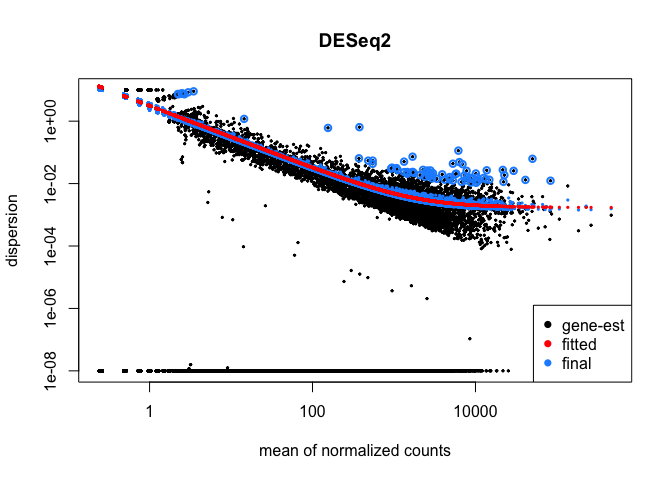 DESeq2
dispersion
1e+00
1e-02
1e-04
1e-06
1e-08
gene-est
fitted
final
1
100
10000
mean of normalized counts